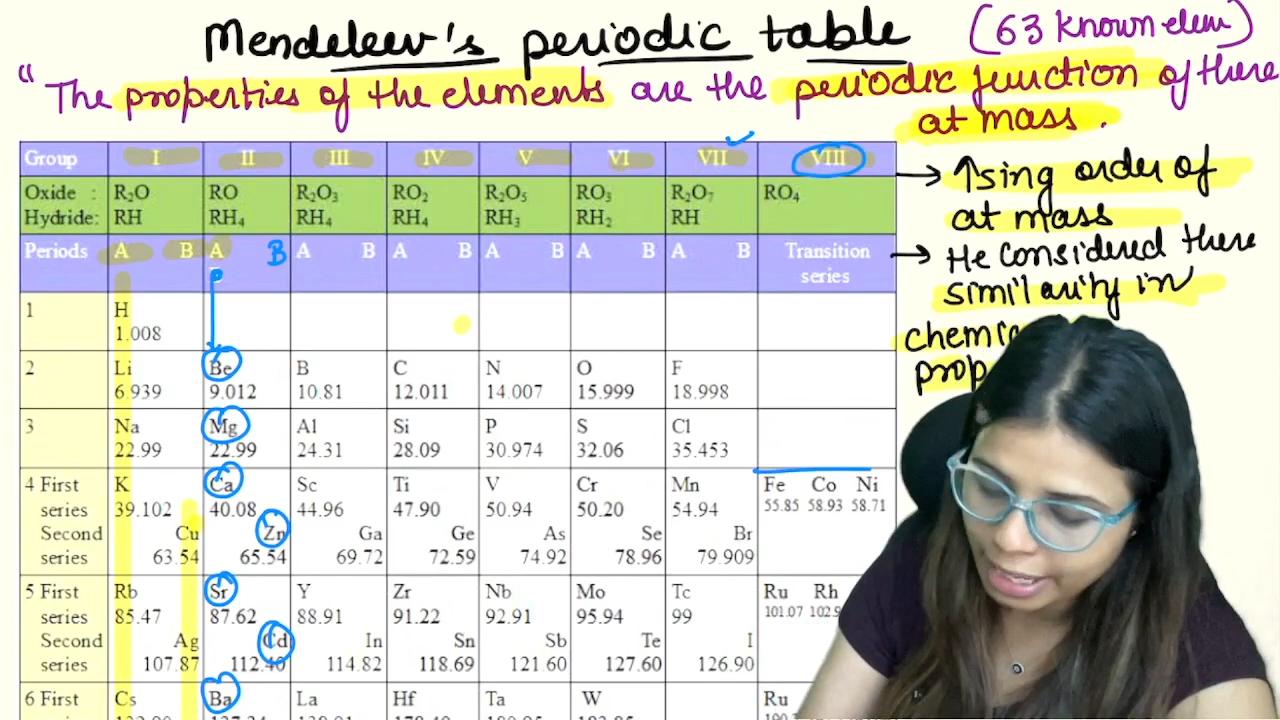 Mendeleev's periodic table (63 known elem)
"The properties of the elements are the periodic function of there
at mass.
Group I II III IV V VI VII VIII
Oxide : R₂O RO R₂O₃ RO₂ R₂O₅ RO₃ R₂O₇ RO₄
Hydride: RH RH₄ RH₄ RH₄ RH₃ RH₂ RH
Periods A B A B A B A B A B A B A B Transition
series
→ ↑sing order of
at mass
→ He considered there
similarity in
chemic
prop
1 H
1.008
2 Li Be B C N O F
6.939 9.012 10.81 12.011 14.007 15.999 18.998
3 Na Mg Al Si P S Cl
22.99 22.99 24.31 28.09 30.974 32.06 35.453
4 First K Ca Sc Ti V Cr Mn Fe Co Ni
series 39.102 40.08 44.96 47.90 50.94 50.20 54.94 55.85 58.93 58.71
Second Cu Zn Ga Ge As Se Br
series 63.54 65.54 69.72 72.59 74.92 78.96 79.909
5 First Rb Sr Y Zr Nb Mo Tc Ru Rh
series 85.47 87.62 88.91 91.22 92.91 95.94 99 101.07 102.9
Second Ag Cd In Sn Sb Te I
series 107.87 112.40 114.82 118.69 121.60 127.60 126.90
6 First Cs Ba La Hf Ta W Ru